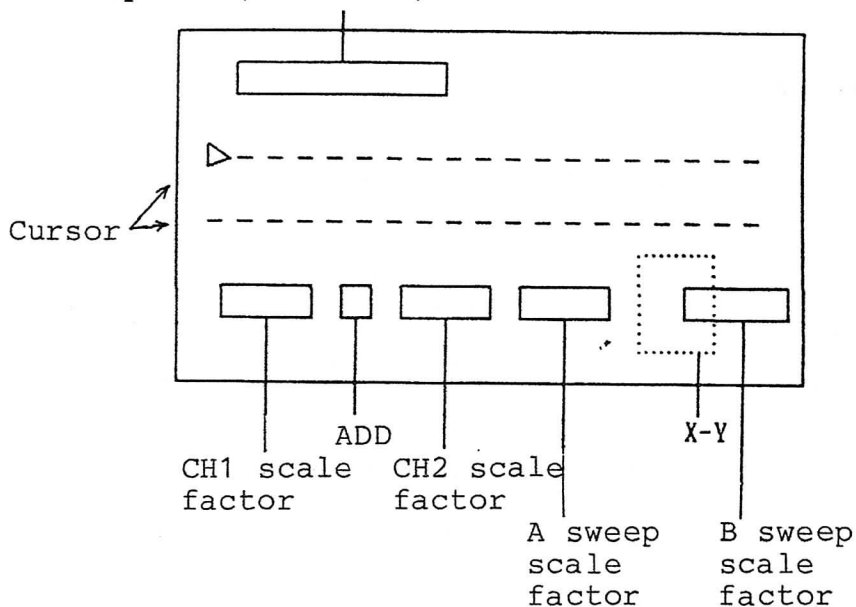 Cursor
ADD
X-Y
CH1 scale
factor
CH2 scale
factor
A sweep
scale
factor
B sweep
scale
factor